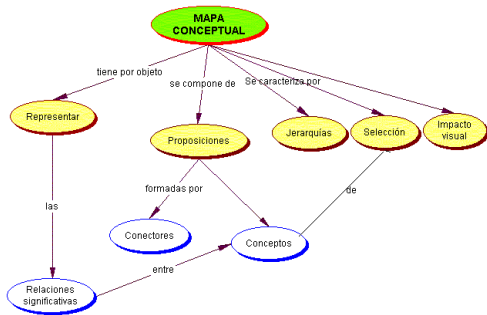 MAPA
CONCEPTUAL
tiene por objeto
se compone de
Se caracteriza por
Representar
Proposiciones
Jerarquías
Selección
Impacto
visual
formadas por
las
de
Conectores
Conceptos
entre
Relaciones
significativas